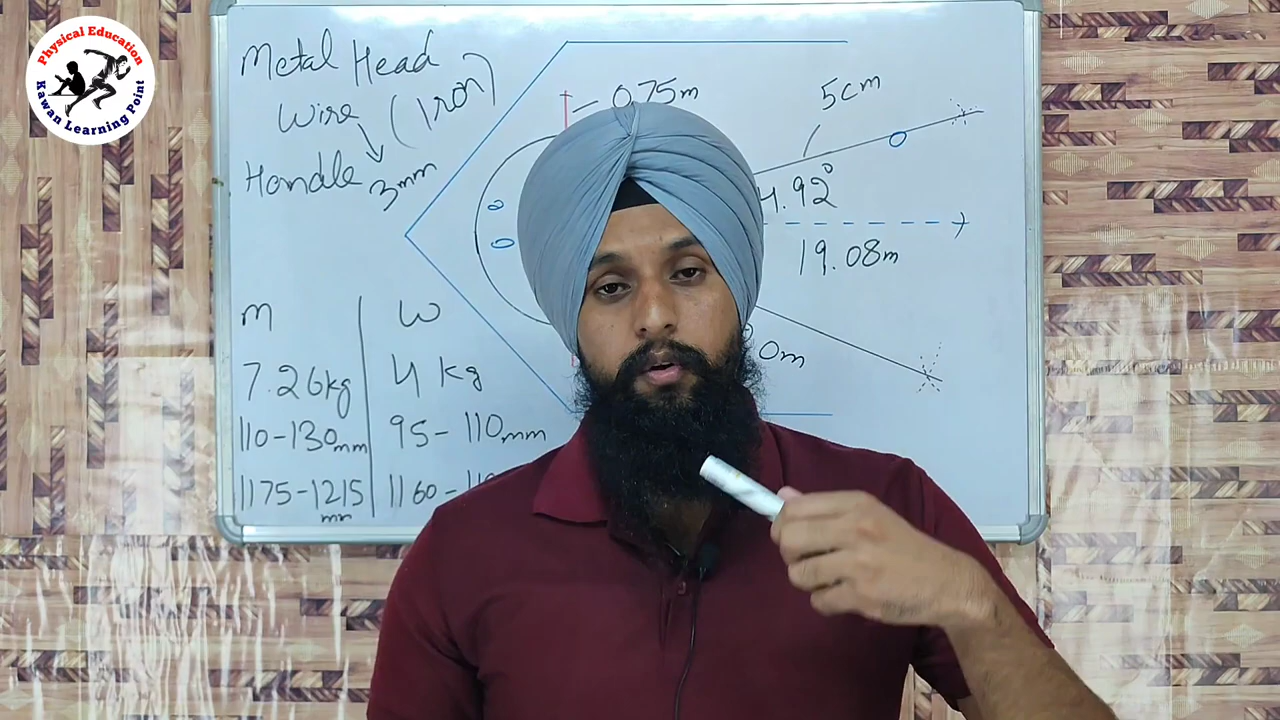 Physical Education
Kawan Learning Point
Metal Head
Wire (Iron)
Handle 3mm
0.75m
5cm
4.92°
19.08m
0m
M W
7.26kg 4 kg
110-130mm 95-110mm
1175-1215 mm 1160-